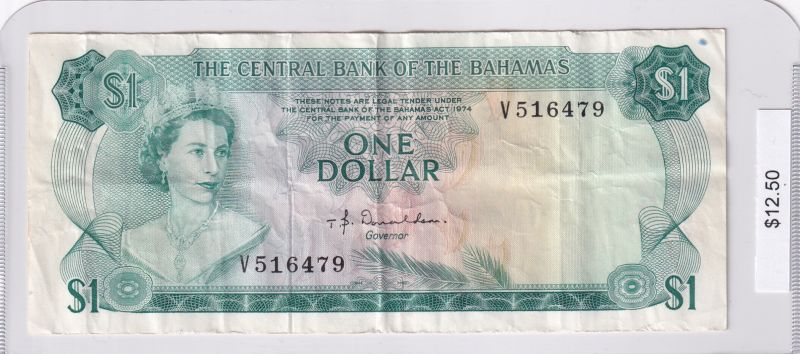 THE CENTRAL BANK OF THE BAHAMAS
$1
$1
THESE NOTES ARE LEGAL TENDER UNDER
THE CENTRAL BANK OF THE BAHAMAS ACT 1974
FOR THE PAYMENT OF ANY AMOUNT
V516479
ONE
DOLLAR
T. B. Donaldson.
Governor
V516479
$1
$1
$12.50